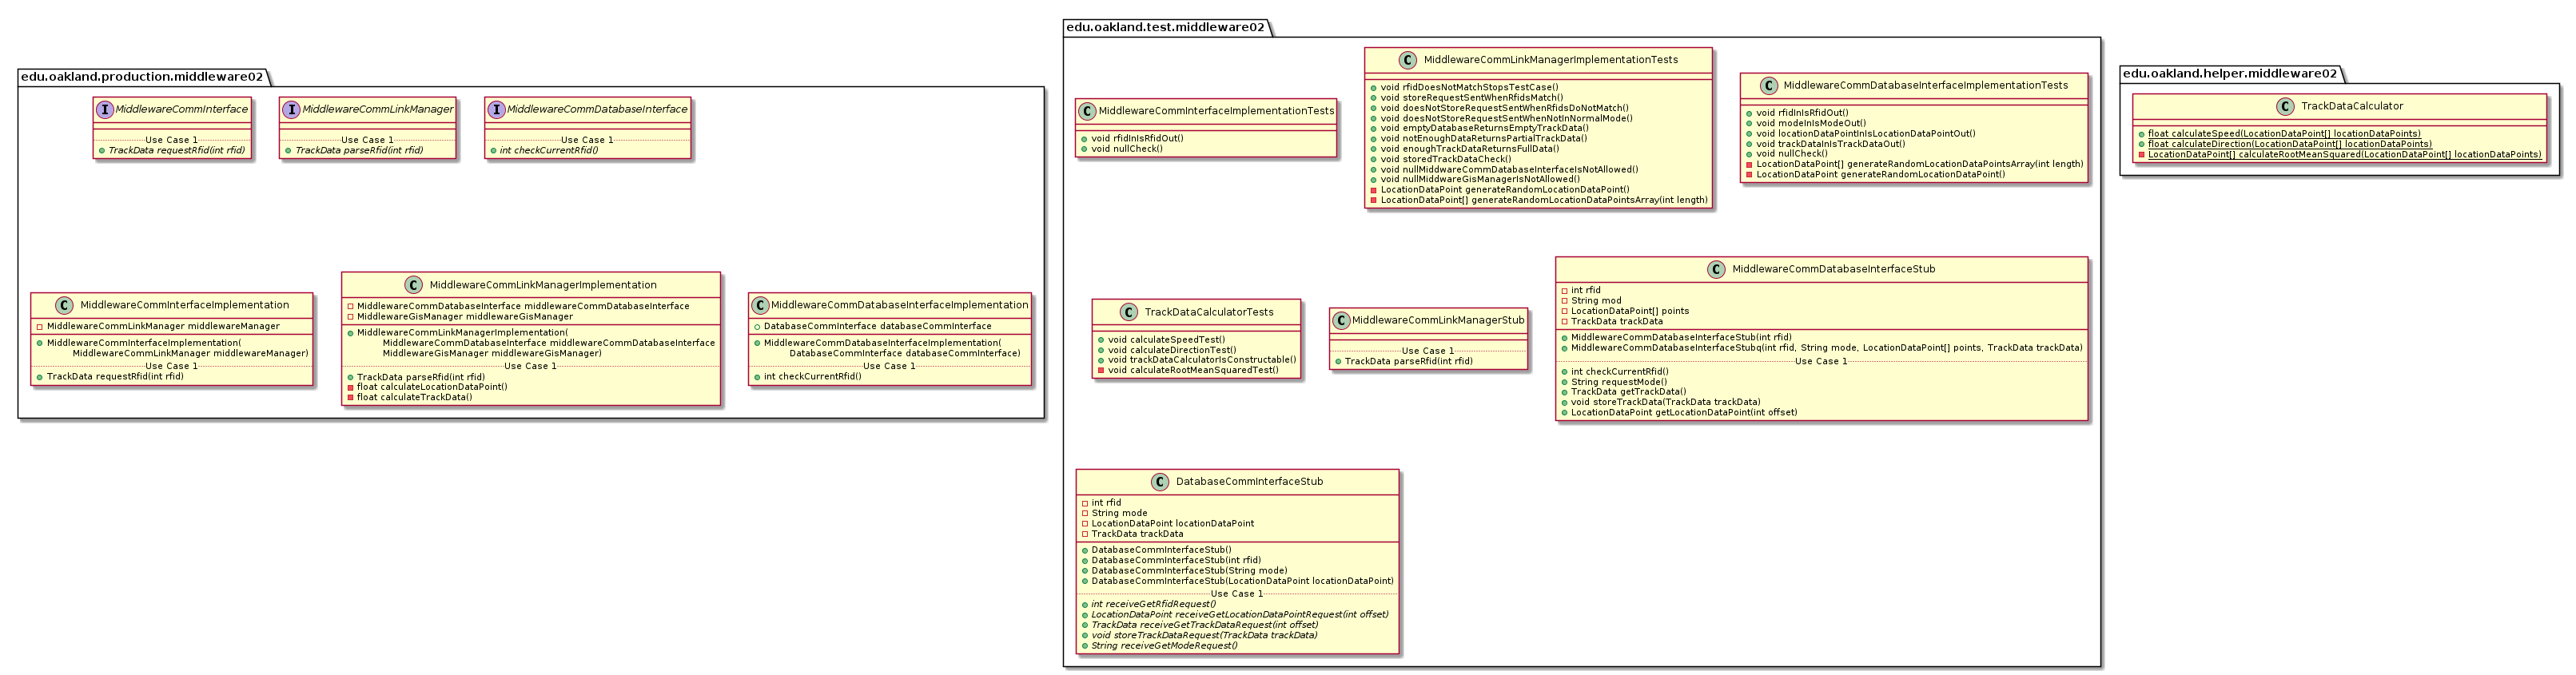 edu.oakland.production.middleware02
I MiddlewareCommInterface
Use Case 1
TrackData requestRfid(int rfid)
I MiddlewareCommLinkManager
Use Case 1
TrackData parseRfid(int rfid)
I MiddlewareCommDatabaseInterface
Use Case 1
int checkCurrentRfid()
C MiddlewareCommInterfaceImplementation
MiddlewareCommLinkManager middlewareManager
MiddlewareCommInterfaceImplementation(
MiddlewareCommLinkManager middlewareManager)
Use Case 1
TrackData requestRfid(int rfid)
C MiddlewareCommLinkManagerImplementation
MiddlewareCommDatabaseInterface middlewareCommDatabaseInterface
MiddlewareGisManager middlewareGisManager
MiddlewareCommLinkManagerImplementation(
MiddlewareCommDatabaseInterface middlewareCommDatabaseInterface
MiddlewareGisManager middlewareGisManager)
Use Case 1
TrackData parseRfid(int rfid)
float calculateLocationDataPoint()
float calculateTrackData()
C MiddlewareCommDatabaseInterfaceImplementation
DatabaseCommInterface databaseCommInterface
MiddlewareCommDatabaseInterfaceImplementation(
DatabaseCommInterface databaseCommInterface)
Use Case 1
int checkCurrentRfid()
edu.oakland.test.middleware02
C MiddlewareCommInterfaceImplementationTests
void rfidInIsRfidOut()
void nullCheck()
C MiddlewareCommLinkManagerImplementationTests
void rfidDoesNotMatchStopsTestCase()
void storeRequestSentWhenRfidsMatch()
void doesNotStoreRequestSentWhenRfidsDoNotMatch()
void doesNotStoreRequestSentWhenNotInNormalMode()
void emptyDatabaseReturnsEmptyTrackData()
void notEnoughDataReturnsPartialTrackData()
void enoughTrackDataReturnsFullData()
void storedTrackDataCheck()
void nullMiddwareCommDatabaseInterfaceIsNotAllowed()
void nullMiddwareGisManagerIsNotAllowed()
LocationDataPoint generateRandomLocationDataPoint()
LocationDataPoint[] generateRandomLocationDataPointsArray(int length)
C MiddlewareCommDatabaseInterfaceImplementationTests
void rfidInIsRfidOut()
void modeInIsModeOut()
void locationDataPointInIsLocationDataPointOut()
void trackDataInIsTrackDataOut()
void nullCheck()
LocationDataPoint[] generateRandomLocationDataPointsArray(int length)
LocationDataPoint generateRandomLocationDataPoint()
C TrackDataCalculatorTests
void calculateSpeedTest()
void calculateDirectionTest()
void trackDataCalculatorIsConstructable()
void calculateRootMeanSquaredTest()
C MiddlewareCommLinkManagerStub
Use Case 1
TrackData parseRfid(int rfid)
C MiddlewareCommDatabaseInterfaceStub
int rfid
String mod
LocationDataPoint[] points
TrackData trackData
MiddlewareCommDatabaseInterfaceStub(int rfid)
MiddlewareCommDatabaseInterfaceStubq(int rfid, String mode, LocationDataPoint[] points, TrackData trackData)
Use Case 1
int checkCurrentRfid()
String requestMode()
TrackData getTrackData()
void storeTrackData(TrackData trackData)
LocationDataPoint getLocationDataPoint(int offset)
C DatabaseCommInterfaceStub
int rfid
String mode
LocationDataPoint locationDataPoint
TrackData trackData
DatabaseCommInterfaceStub()
DatabaseCommInterfaceStub(int rfid)
DatabaseCommInterfaceStub(String mode)
DatabaseCommInterfaceStub(LocationDataPoint locationDataPoint)
Use Case 1
int receiveGetRfidRequest()
LocationDataPoint receiveGetLocationDataPointRequest(int offset)
TrackData receiveGetTrackDataRequest(int offset)
void storeTrackDataRequest(TrackData trackData)
String receiveGetModeRequest()
edu.oakland.helper.middleware02
C TrackDataCalculator
float calculateSpeed(LocationDataPoint[] locationDataPoints)
float calculateDirection(LocationDataPoint[] locationDataPoints)
LocationDataPoint[] calculateRootMeanSquared(LocationDataPoint[] locationDataPoints)